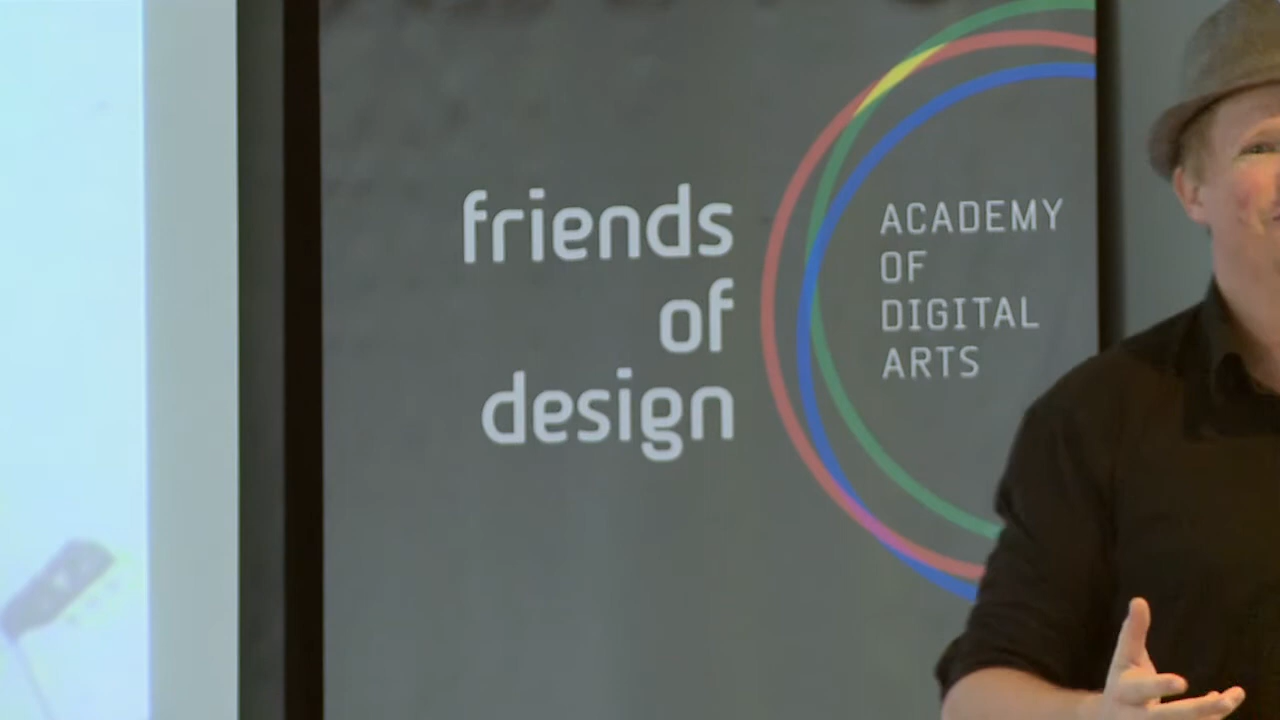 friends
of
design
ACADEMY
OF
DIGITAL
ARTS